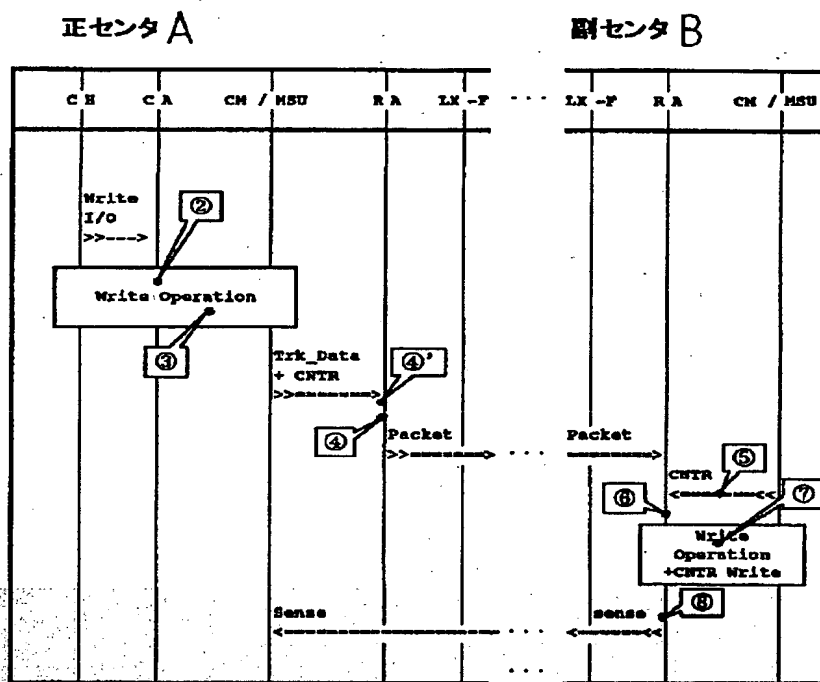 正センタ A
副センタ B
CH CA CM / MSU RA LX-F ･･･ LX-F RA CM / MSU
Write
I/O
②
Write Operation
③
Trk_Data
+ CNTR
④'
④
Packet ･･･ Packet
CNTR
⑤
⑥
⑦
Write
Operation
+CNTR Write
⑧
Sense ･･･ sense
･･･